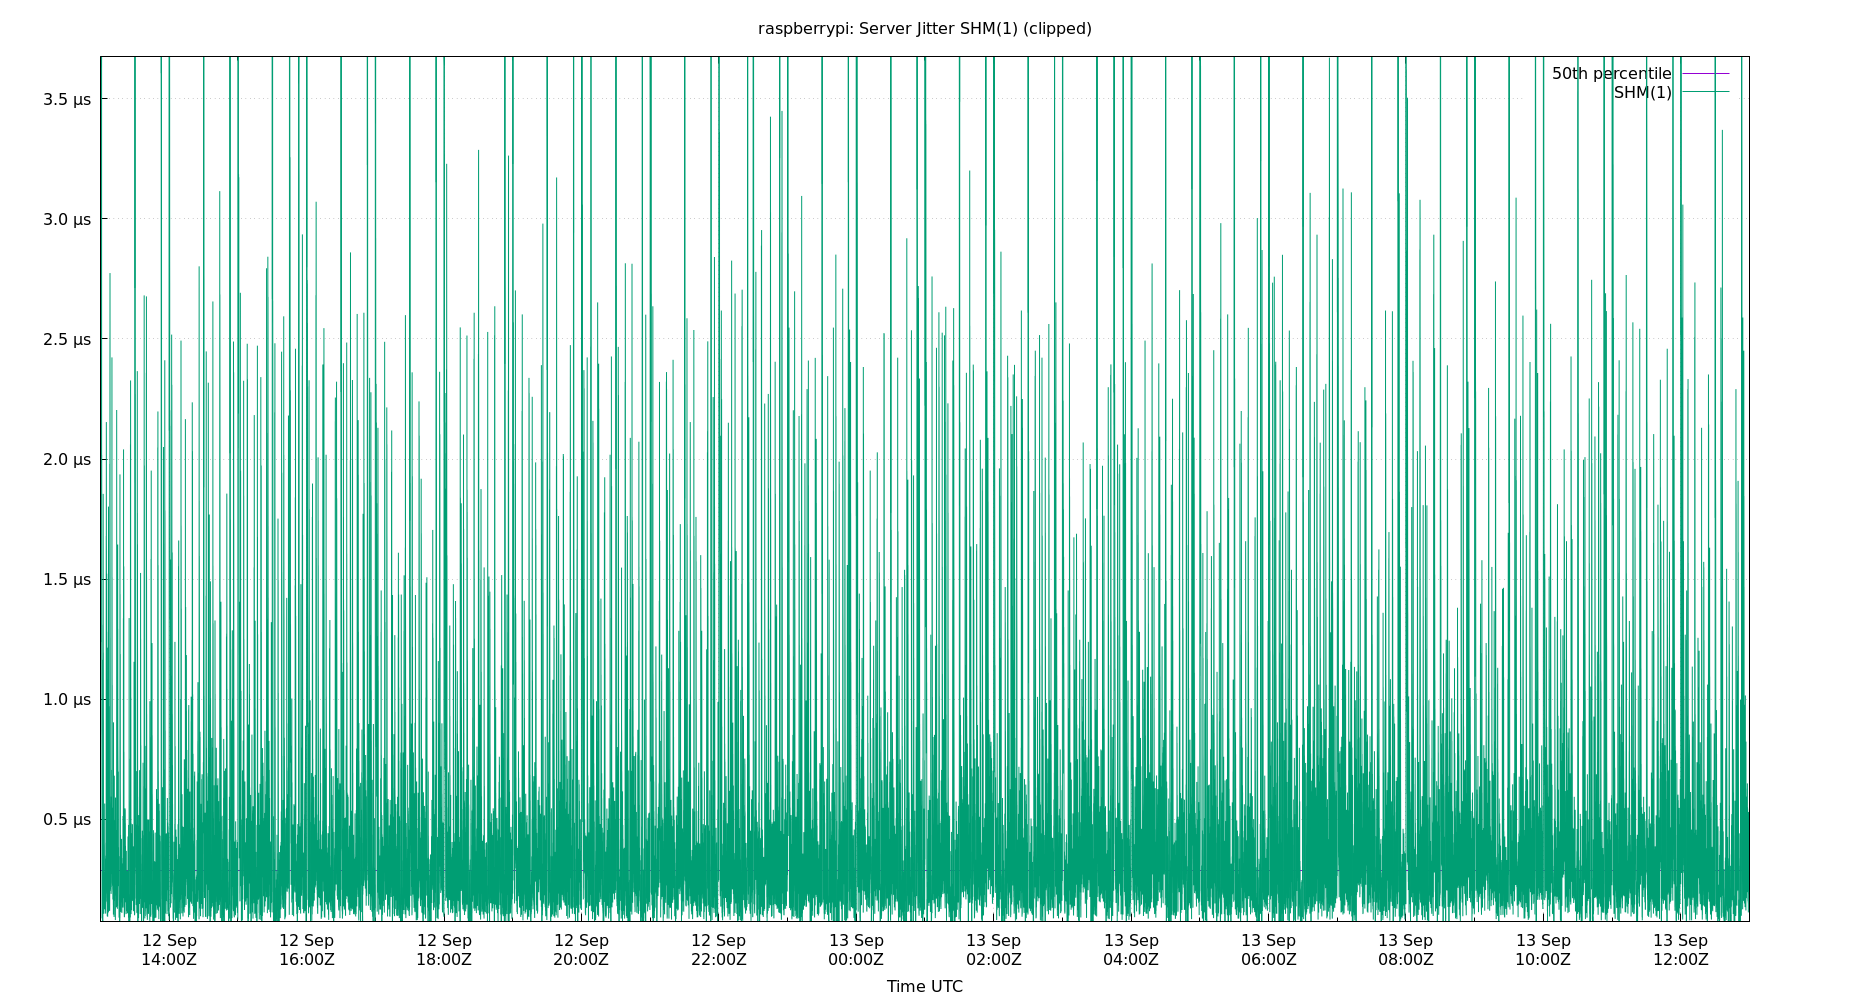 raspberrypi: Server Jitter SHM(1) (clipped)
50th percentile
SHM(1)
3.5 µs
3.0 µs
2.5 µs
2.0 µs
1.5 µs
1.0 µs
0.5 µs
12 Sep 12 Sep 12 Sep 12 Sep 12 Sep 13 Sep 13 Sep 13 Sep 13 Sep 13 Sep 13 Sep 13 Sep
14:00Z 16:00Z 18:00Z 20:00Z 22:00Z 00:00Z 02:00Z 04:00Z 06:00Z 08:00Z 10:00Z 12:00Z
Time UTC